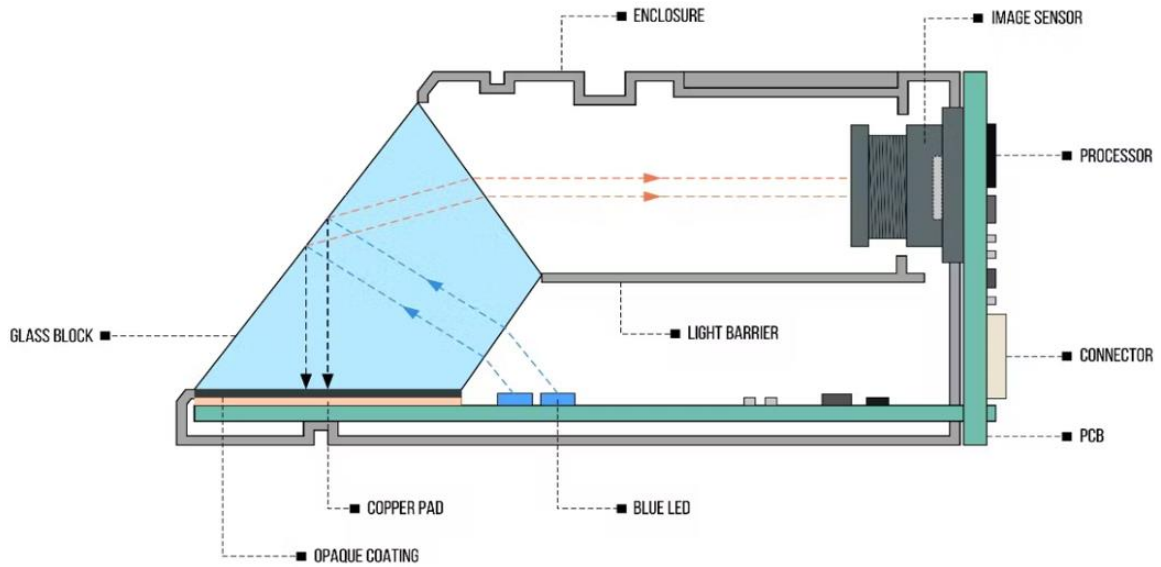 ENCLOSURE
IMAGE SENSOR
PROCESSOR
GLASS BLOCK
LIGHT BARRIER
CONNECTOR
PCB
COPPER PAD
BLUE LED
OPAQUE COATING